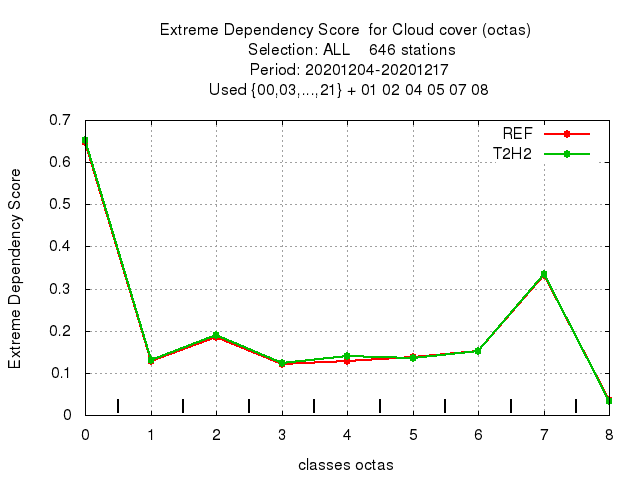 Extreme Dependency Score  for Cloud cover (octas)
Selection: ALL    646 stations
Period: 20201204-20201217
Used {00,03,...,21} + 01 02 04 05 07 08
REF
T2H2
0.7
0.6
0.5
0.4
0.3
0.2
0.1
0
Extreme Dependency Score
0 1 2 3 4 5 6 7 8
classes octas